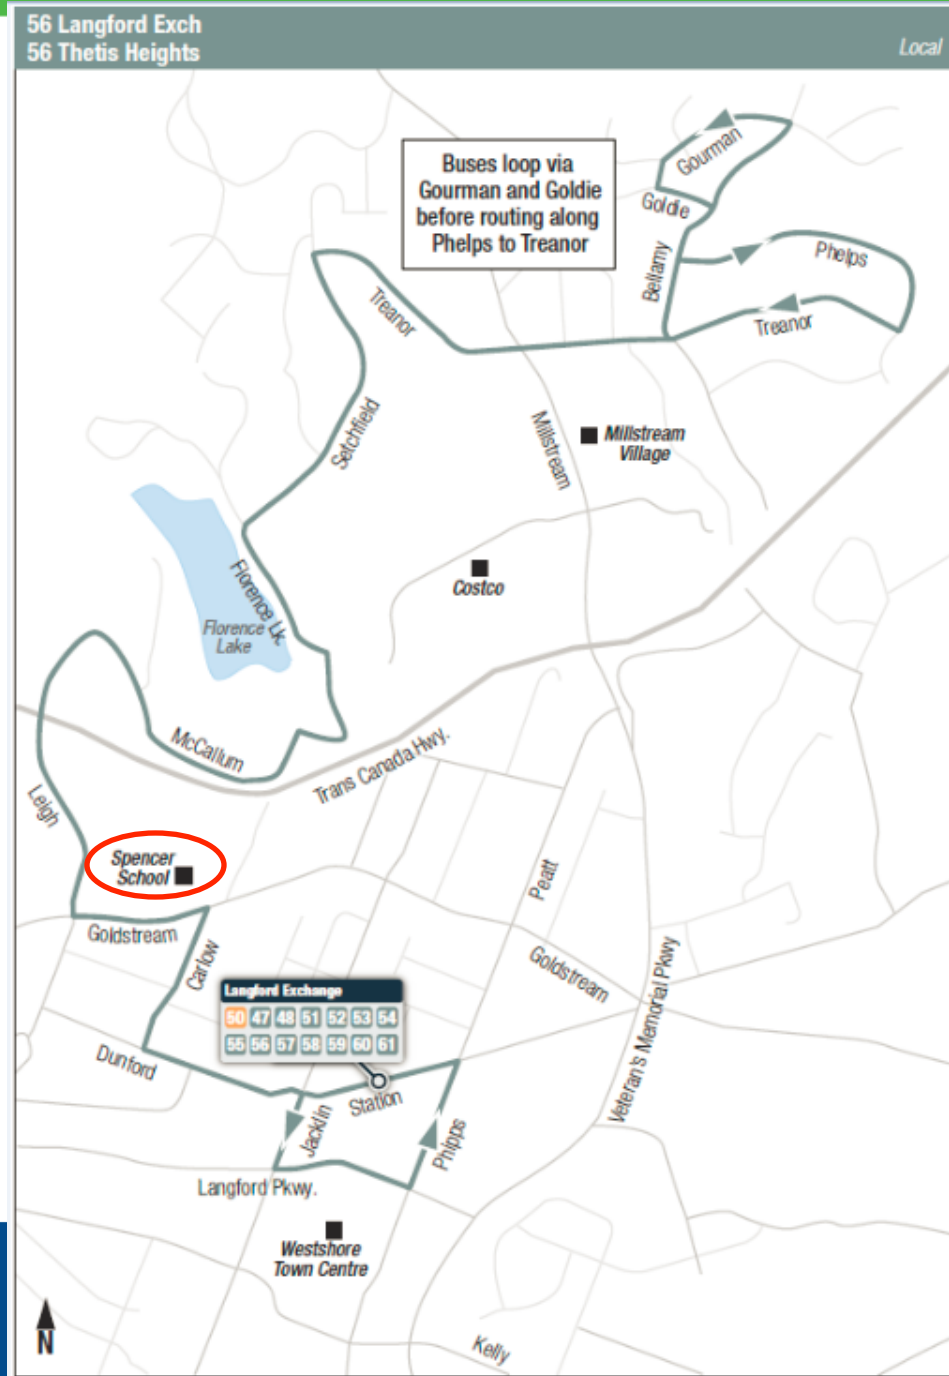 56 Langford Exch
56 Thetis Heights
Local
Buses loop via
Gourman and Goldie
before routing along
Phelps to Treanor
Gourman
Goldie
Bellamy
Phelps
Treanor
Treanor
Setchfield
Millstream
Millstream
Village
Costco
Florence Lk.
Florence
Lake
McCallum
Trans Canada Hwy.
Leigh
Spencer
School
Peatt
Goldstream
Carlow
Goldstream
Veteran's Memorial Pkwy
Langford Exchange
50 47 48 51 52 53 54
55 56 57 58 59 60 61
Dunford
Station
Jacklin
Phipps
Langford Pkwy.
Westshore
Town Centre
N
Kelly